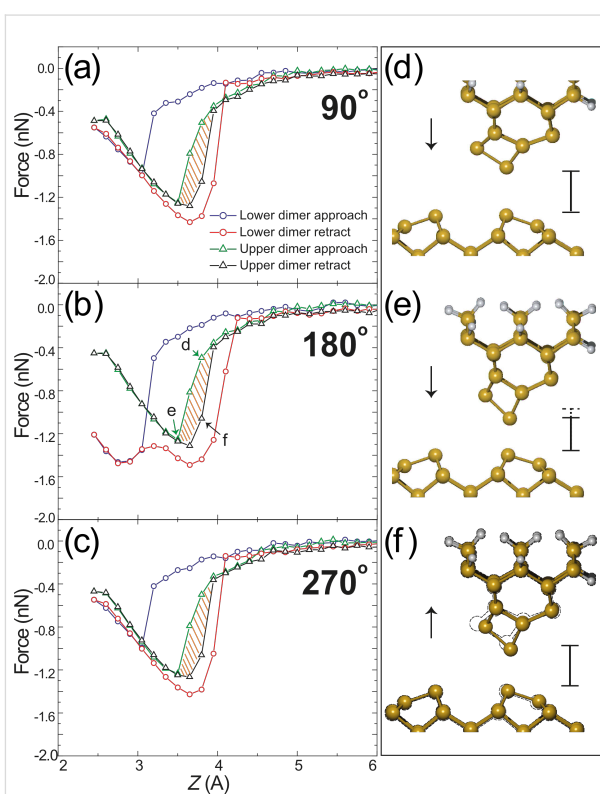 (a)
90°
Force (nN)
0.0
-0.4
-0.8
-1.2
-1.6
-2.0
Lower dimer approach
Lower dimer retract
Upper dimer approach
Upper dimer retract
(b)
180°
Force (nN)
0.0
-0.4
-0.8
-1.2
-1.6
-2.0
d
e
f
(c)
270°
Force (nN)
0.0
-0.4
-0.8
-1.2
-1.6
-2.0
2 3 4 5 6
Z (A)
(d)
(e)
(f)